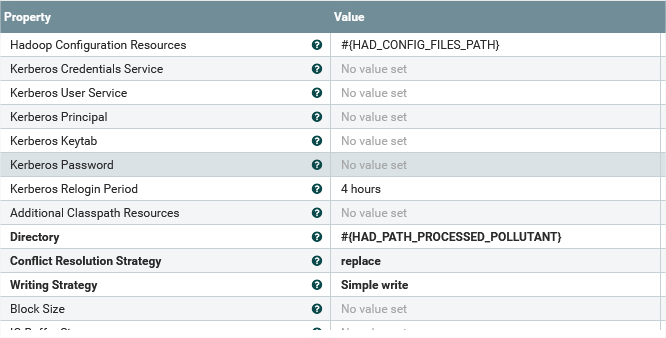 Property Value
Hadoop Configuration Resources ? #{HAD_CONFIG_FILES_PATH}
Kerberos Credentials Service ? No value set
Kerberos User Service ? No value set
Kerberos Principal ? No value set
Kerberos Keytab ? No value set
Kerberos Password ? No value set
Kerberos Relogin Period ? 4 hours
Additional Classpath Resources ? No value set
Directory ? #{HAD_PATH_PROCESSED_POLLUTANT}
Conflict Resolution Strategy ? replace
Writing Strategy ? Simple write
Block Size ? No value set